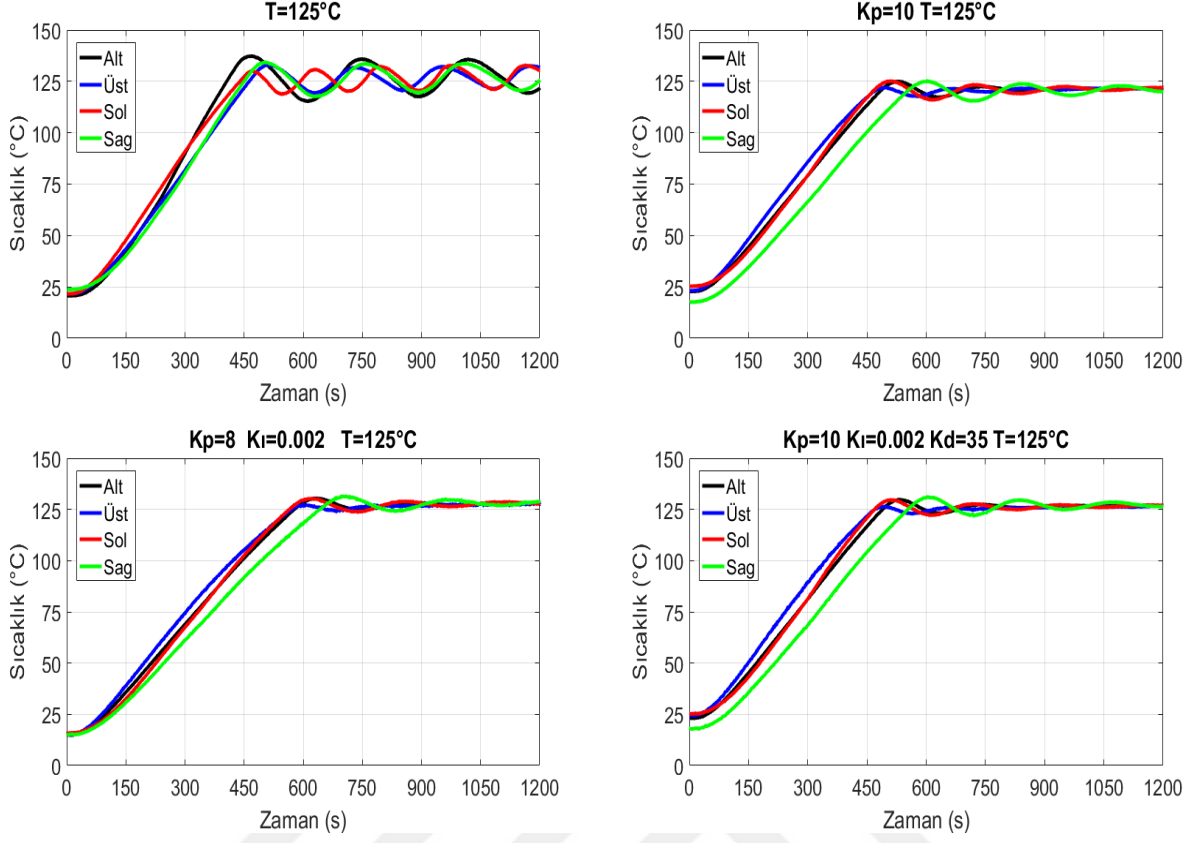 T=125°C
150
125
100
75
50
25
0
Alt
Üst
Sol
Sag
Sıcaklık (°C)
0 150 300 450 600 750 900 1050 1200
Zaman (s)
Kp=10 T=125°C
150
125
100
75
50
25
0
Alt
Üst
Sol
Sag
Sıcaklık (°C)
0 150 300 450 600 750 900 1050 1200
Zaman (s)
Kp=8 Kı=0.002 T=125°C
150
125
100
75
50
25
0
Alt
Üst
Sol
Sag
Sıcaklık (°C)
0 150 300 450 600 750 900 1050 1200
Zaman (s)
Kp=10 Kı=0.002 Kd=35 T=125°C
150
125
100
75
50
25
0
Alt
Üst
Sol
Sag
Sıcaklık (°C)
0 150 300 450 600 750 900 1050 1200
Zaman (s)